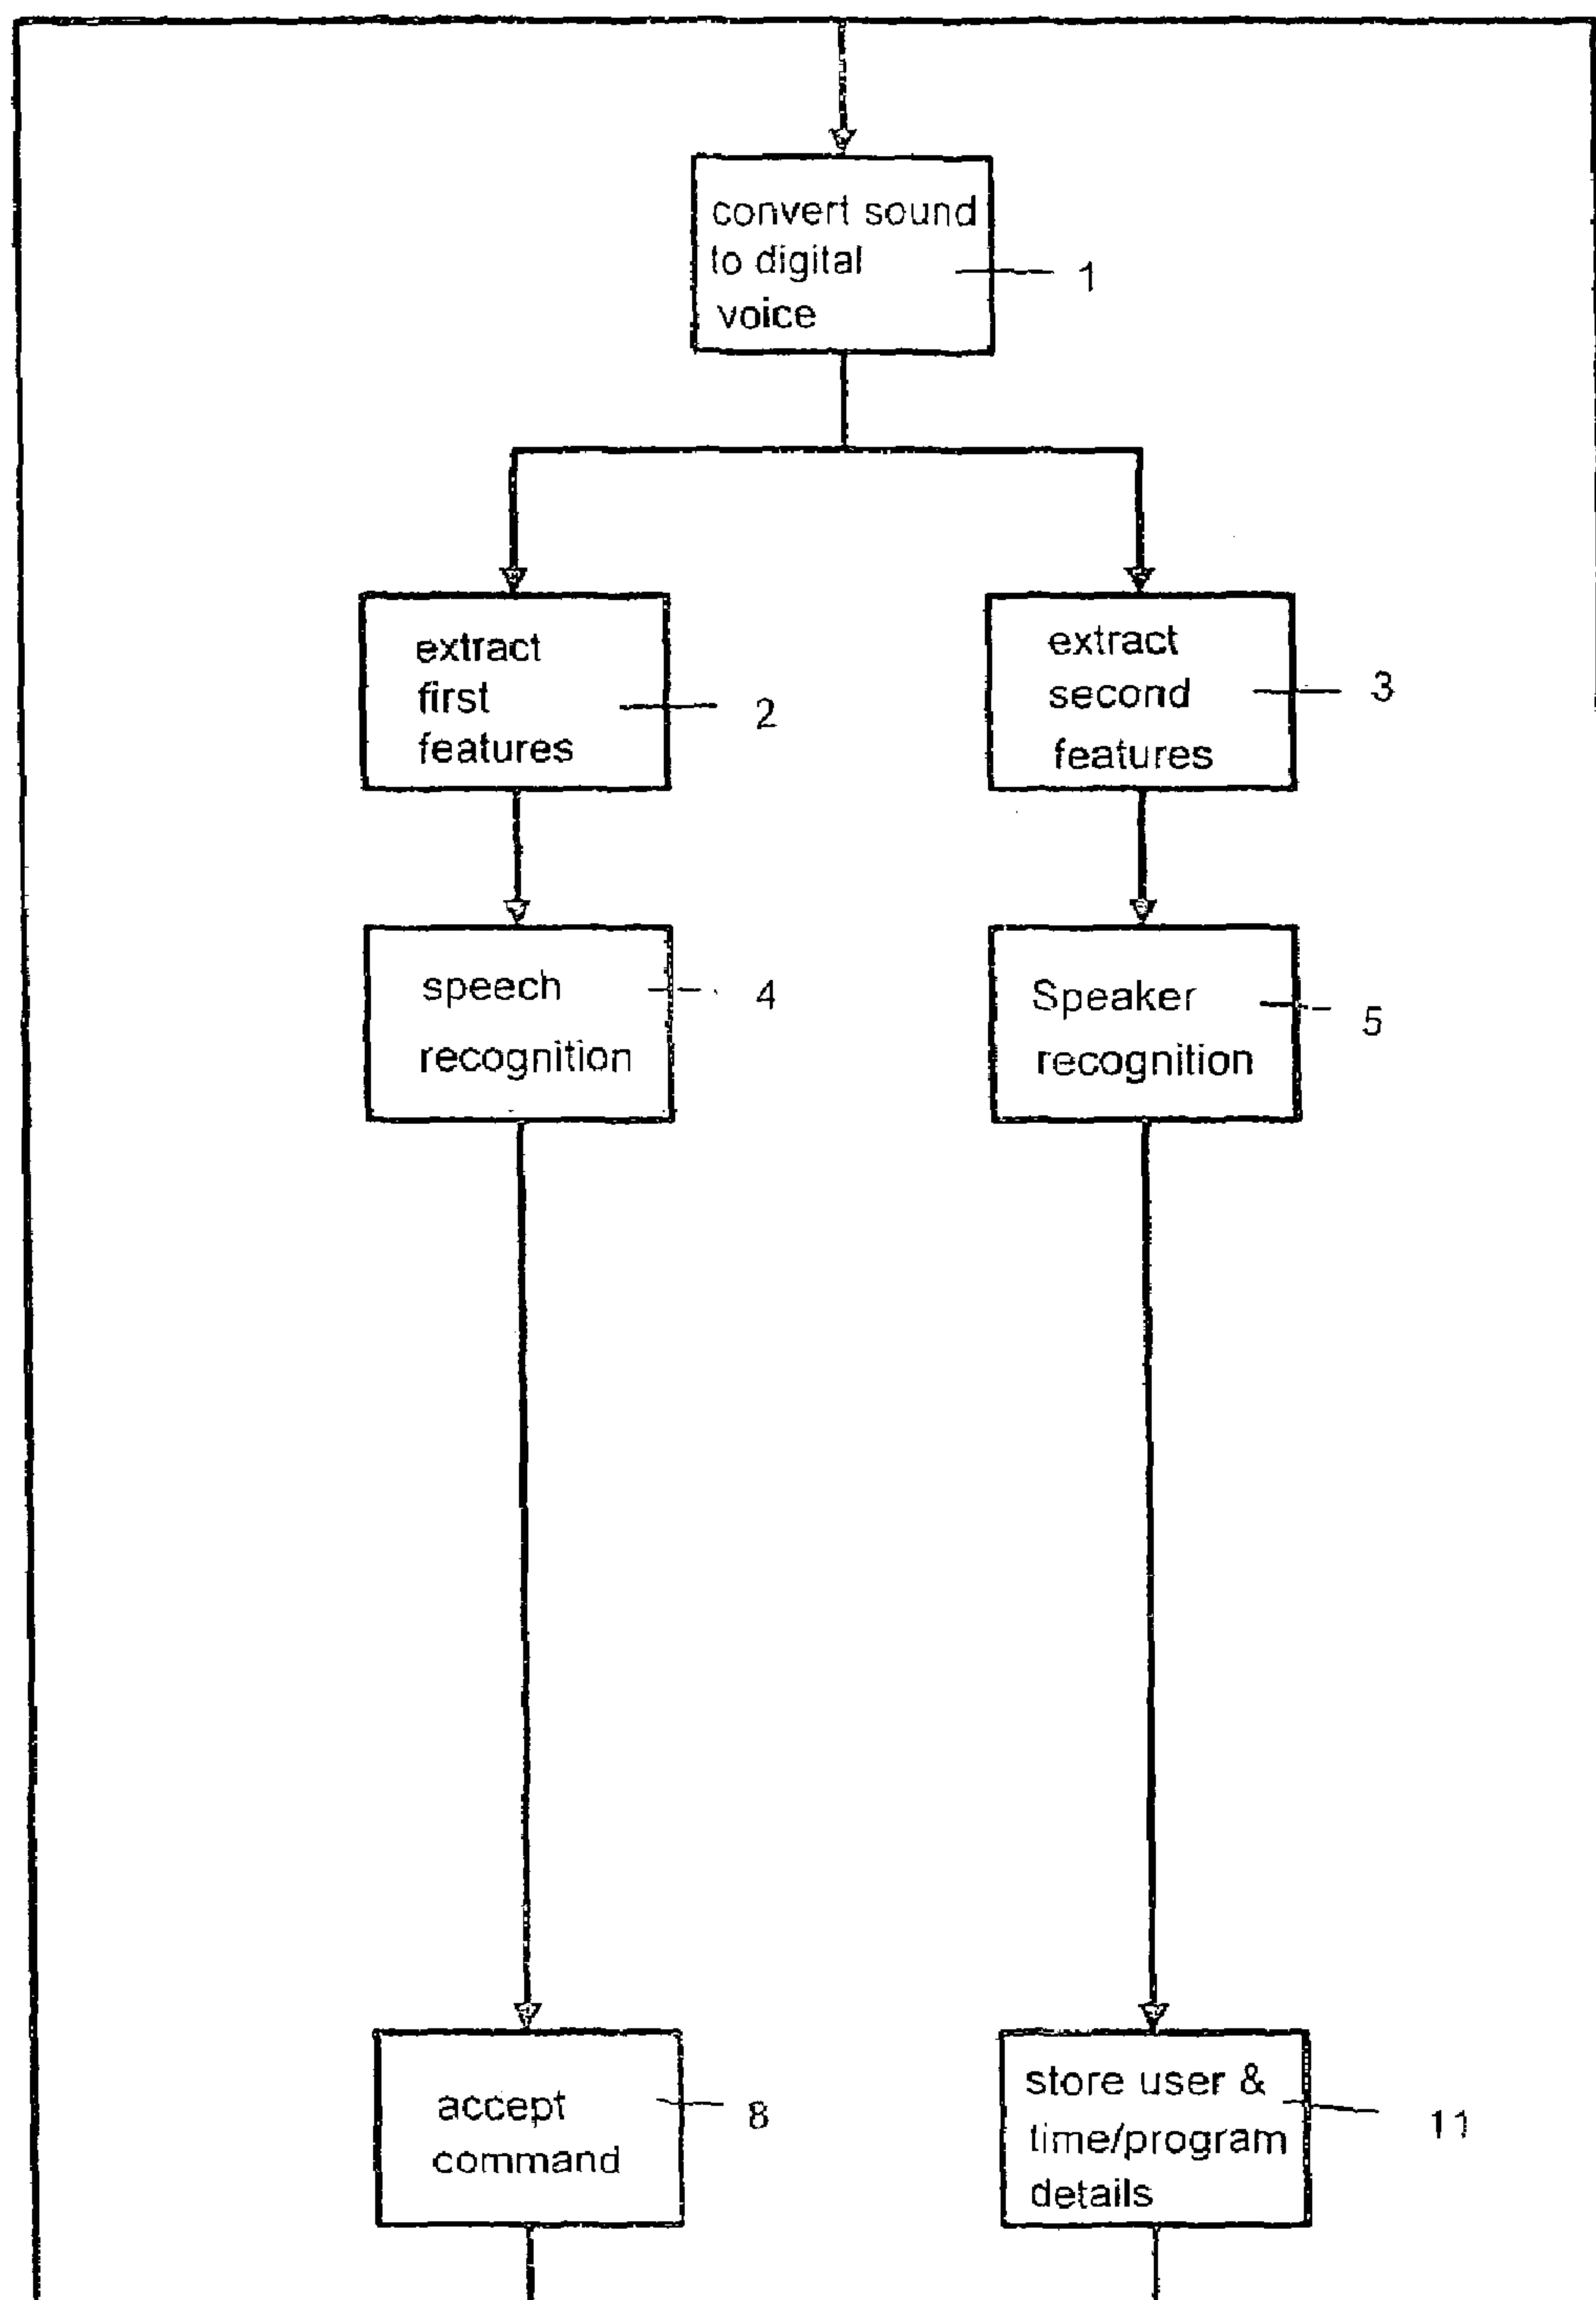 convert sound
to digital
voice
1
extract
first
features
2
extract
second
features
3
speech
recognition
4
Speaker
recognition
5
accept
command
8
store user &
time/program
details
11